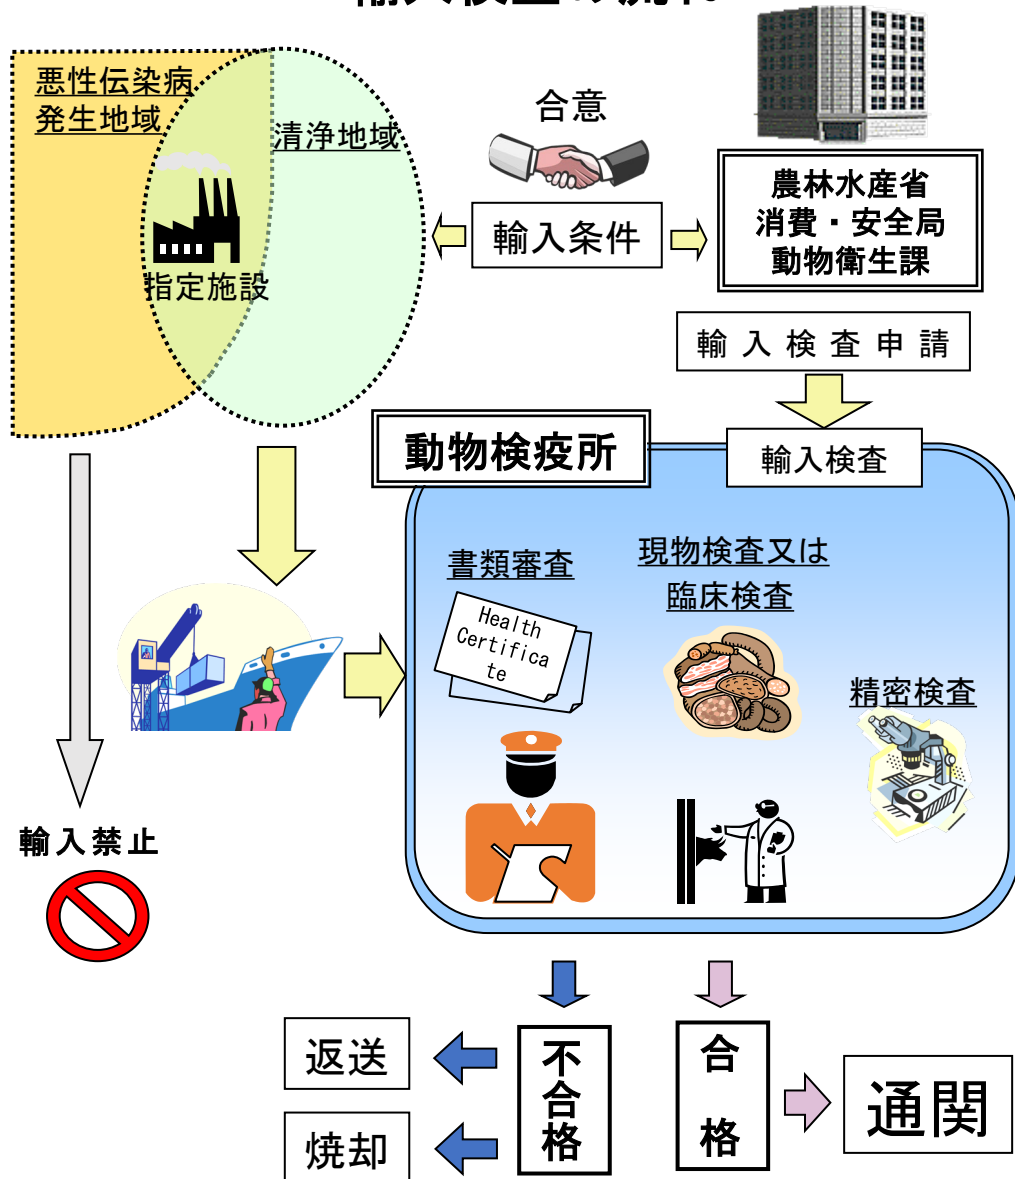 悪性伝染病
発生地域
清浄地域
指定施設
合意
輸入条件
農林水産省
消費・安全局
動物衛生課
輸入検査申請
動物検疫所
輸入検査
書類審査
Health
Certifica
te
現物検査又は
臨床検査
精密検査
輸入禁止
不合格
合格
返送
焼却
通関